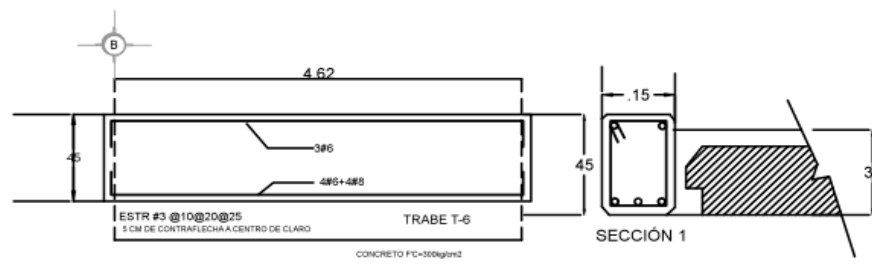 B
4.62
.15
45
3#6
45
3
4#6+4#8
ESTR #3 @10@20@25
TRABE T-6
5 CM DE CONTRAFLECHA A CENTRO DE CLARO
SECCIÓN 1
CONCRETO F'C=300kg/cm2